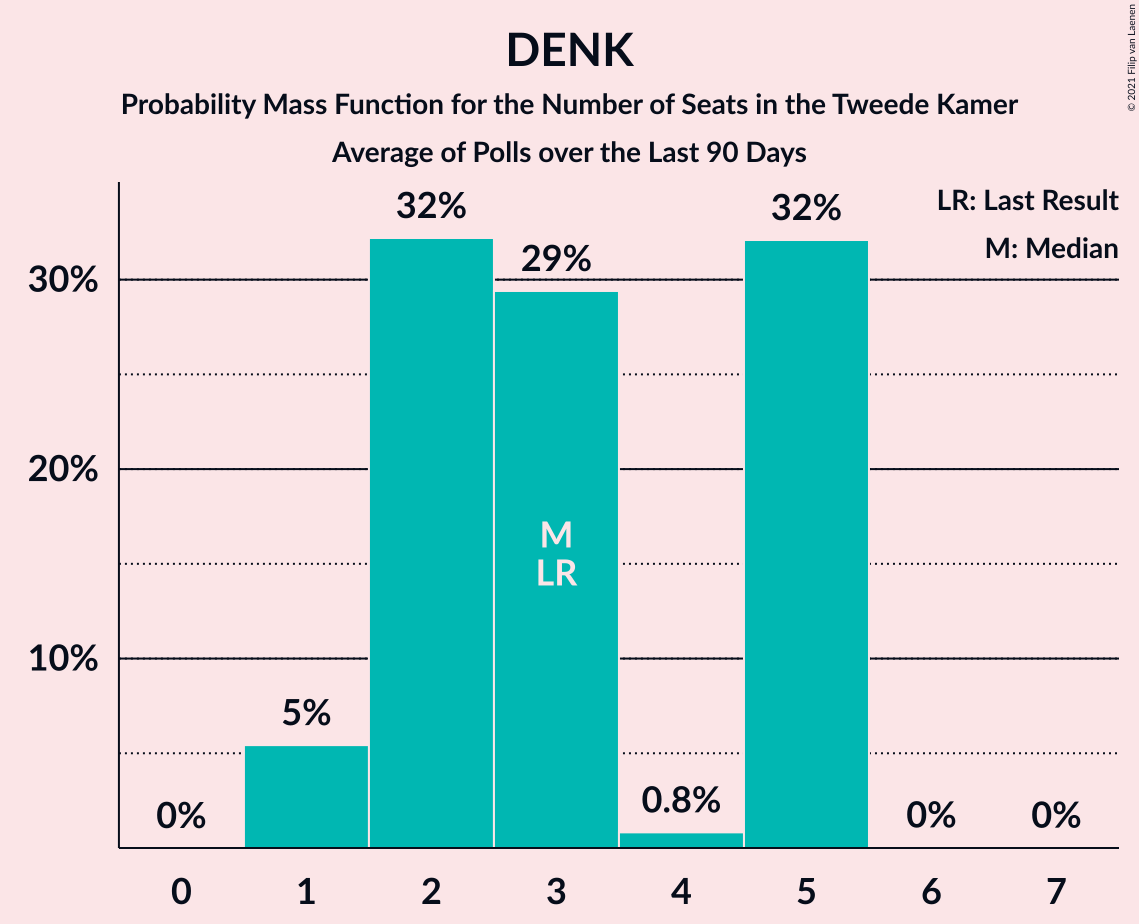 DENK
Probability Mass Function for the Number of Seats in the Tweede Kamer
Average of Polls over the Last 90 Days
© 2021 Filip van Laenen
LR: Last Result
M: Median
32%
29%
32%
30%
20%
10%
M
LR
5%
0.8%
0%
0%
0%
0 1 2 3 4 5 6 7